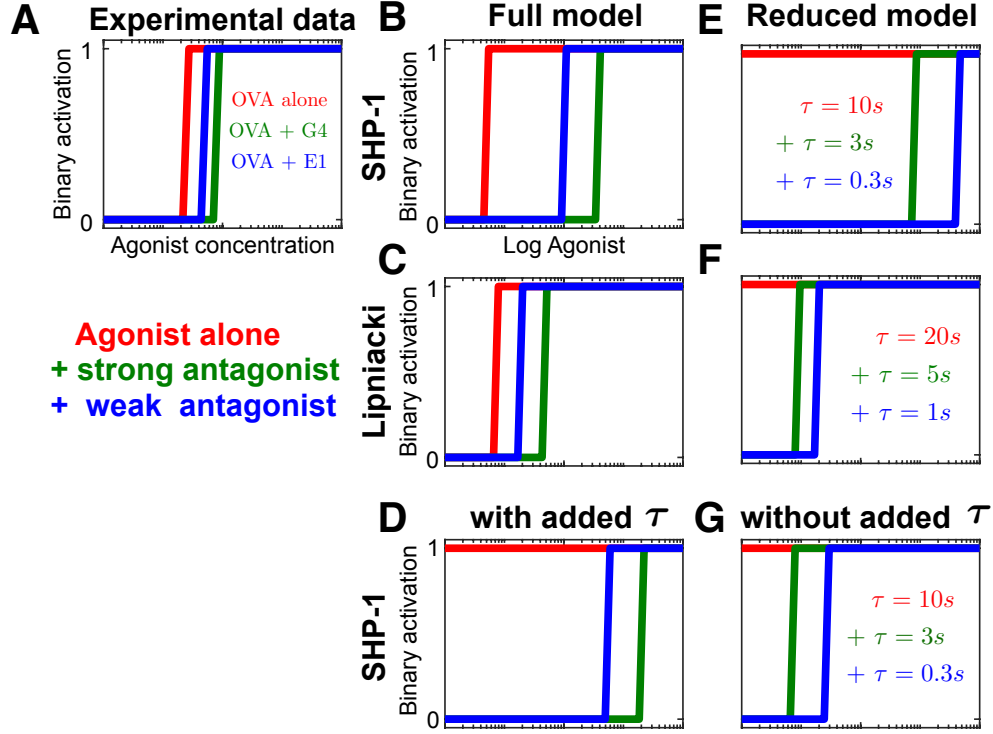 A
Experimental data
1
0
Binary activation
OVA alone
OVA + G4
OVA + E1
Agonist concentration
Agonist alone
+ strong antagonist
+ weak antagonist
B
Full model
SHP-1
Binary activation
Log Agonist
C
Lipniacki
1
0
Binary activation
D
with added τ
SHP-1
1
0
Binary activation
E
Reduced model
τ = 10s
+ τ = 3s
+ τ = 0.3s
F
τ = 20s
+ τ = 5s
+ τ = 1s
G
without added τ
τ = 10s
+ τ = 3s
+ τ = 0.3s